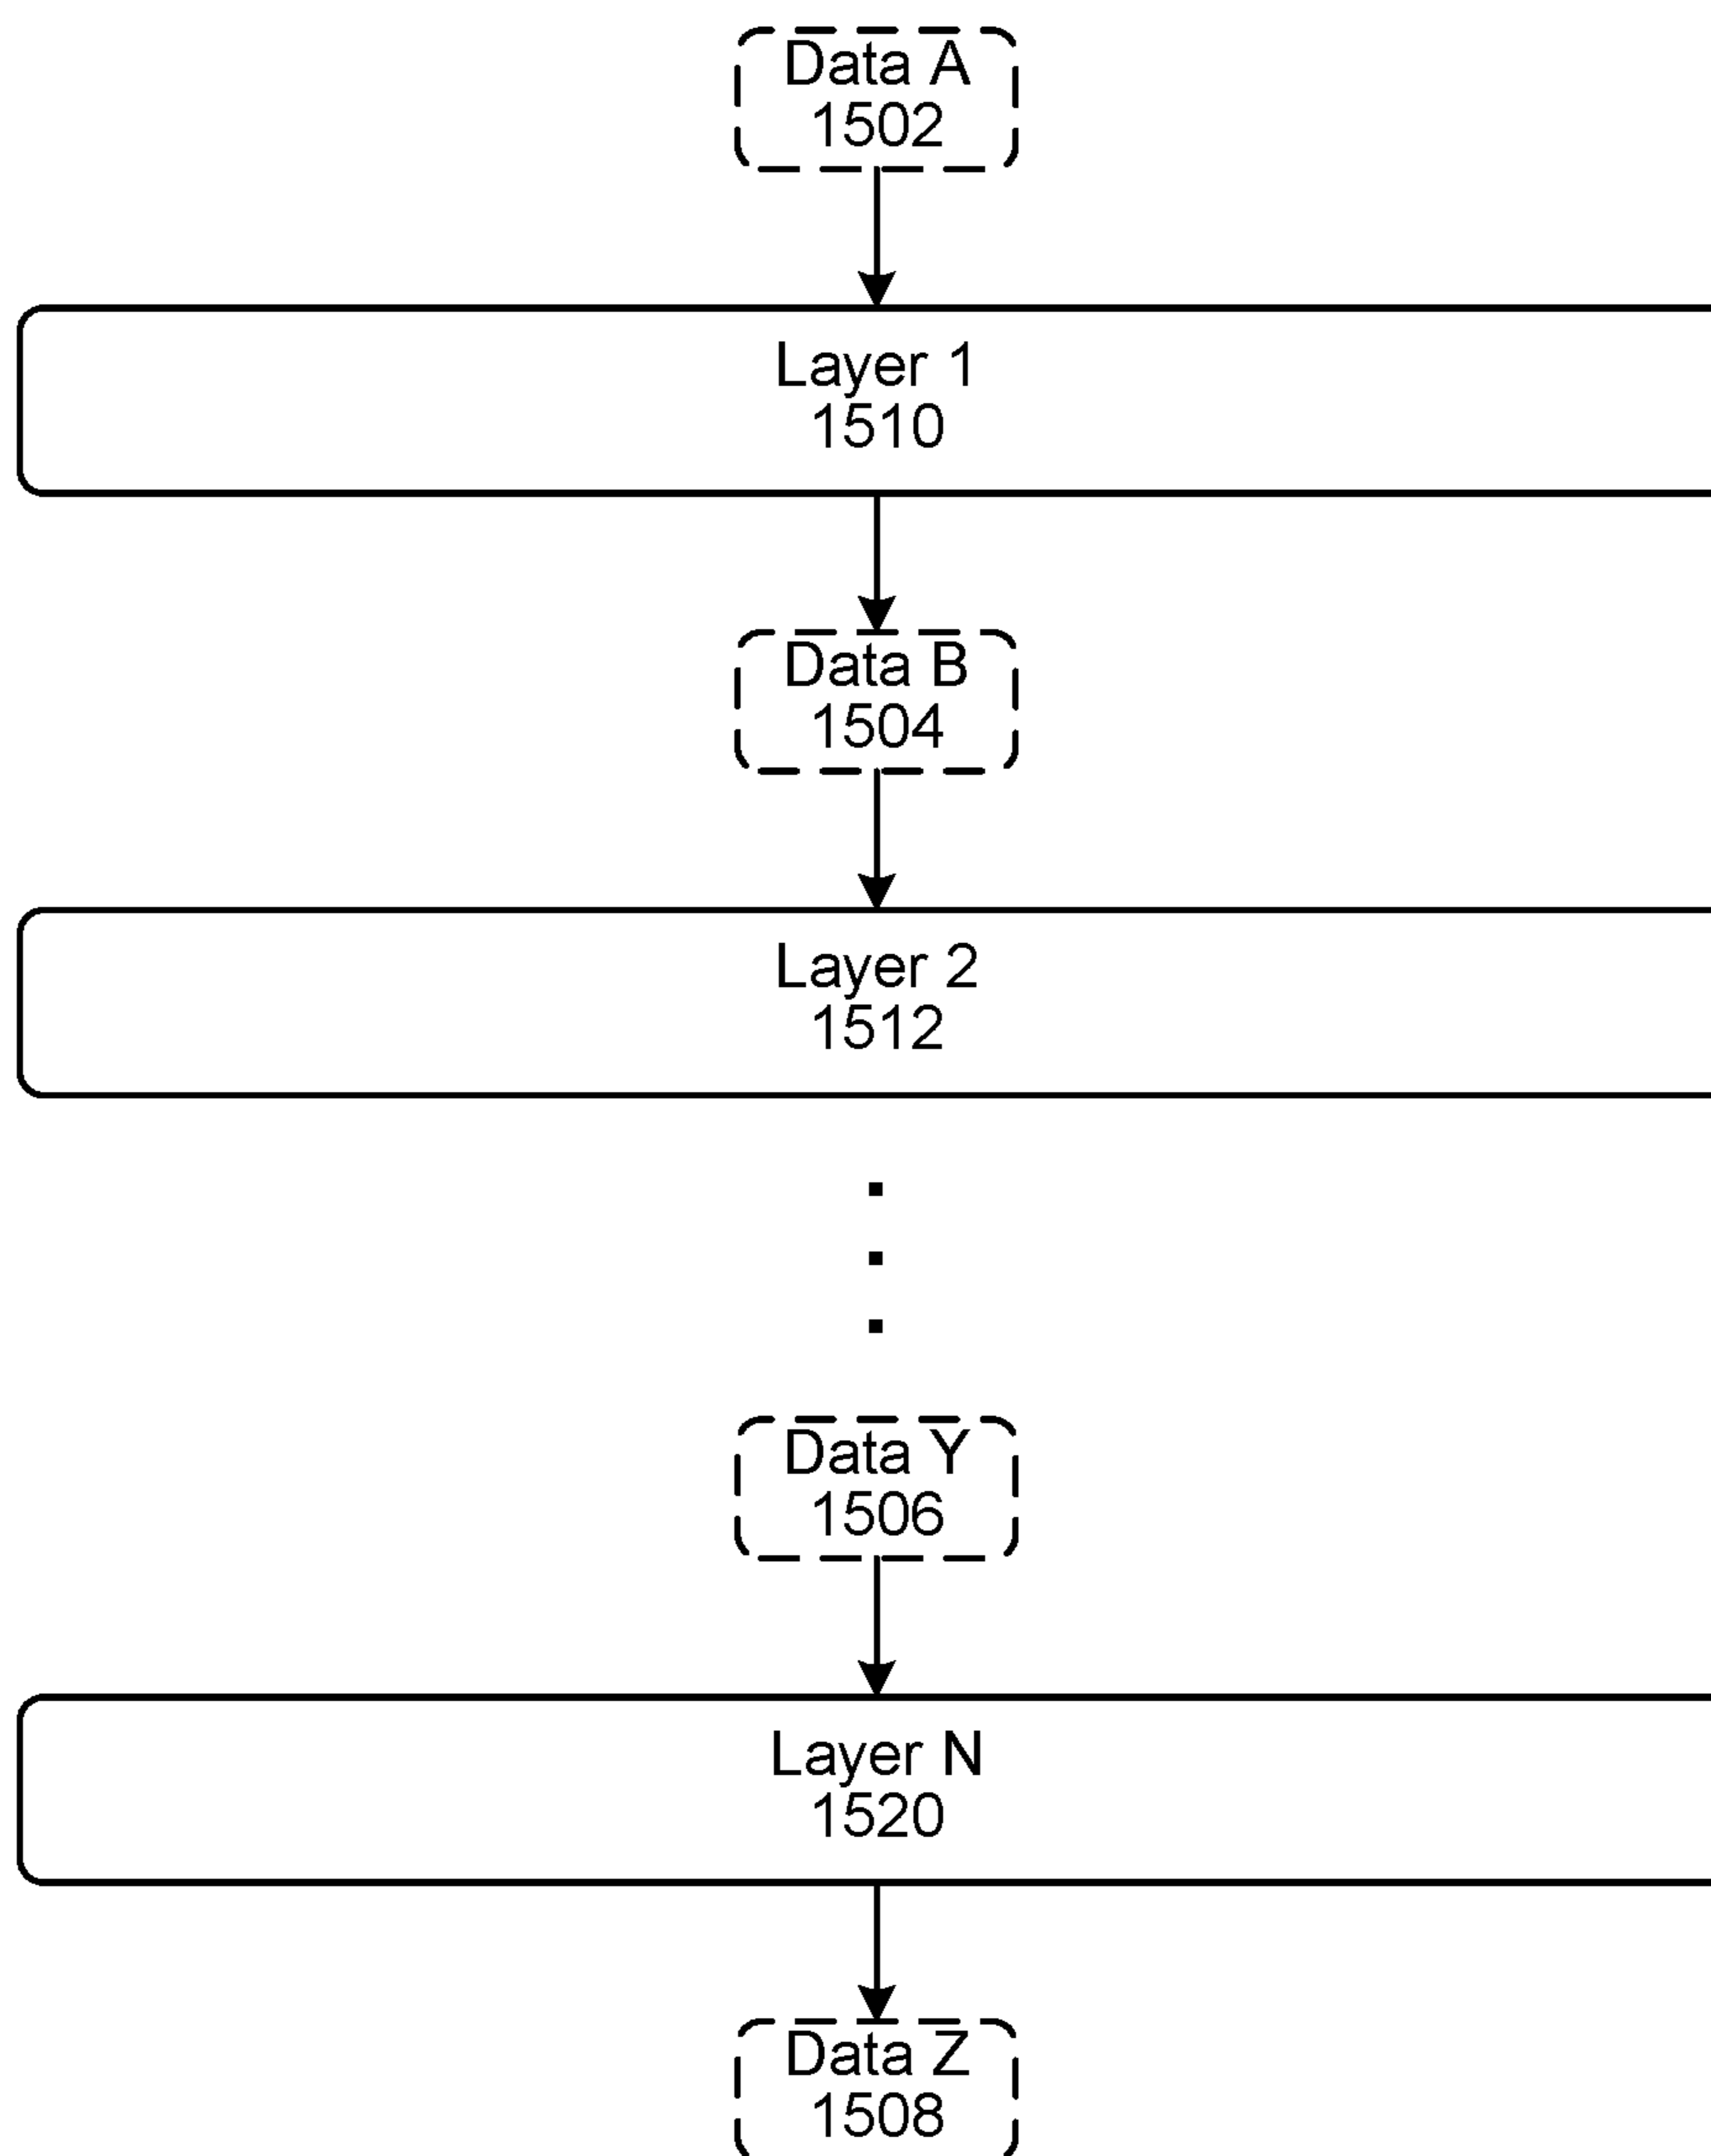 Data A
1502
Layer 1
1510
Data B
1504
Layer 2
1512
Data Y
1506
Layer N
1520
Data Z
1508